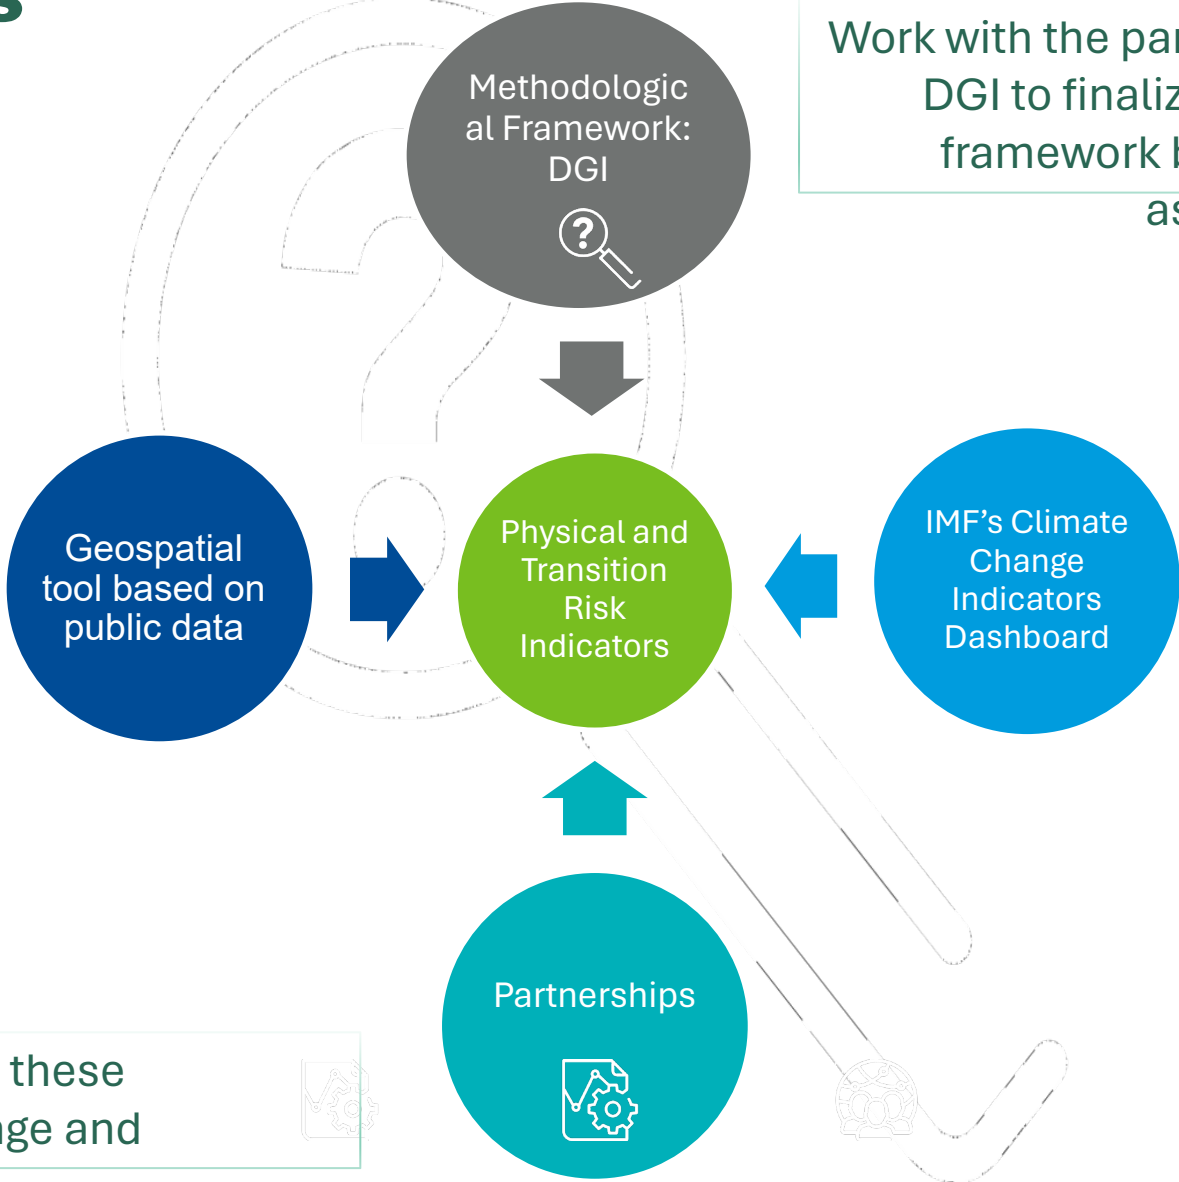 s
Work with the par
DGI to finaliz
framework b
as
Methodologic
al Framework:
DGI
?
Geospatial
tool based on
public data
Physical and
Transition
Risk
Indicators
IMF's Climate
Change
Indicators
Dashboard
Partnerships
these
nge and